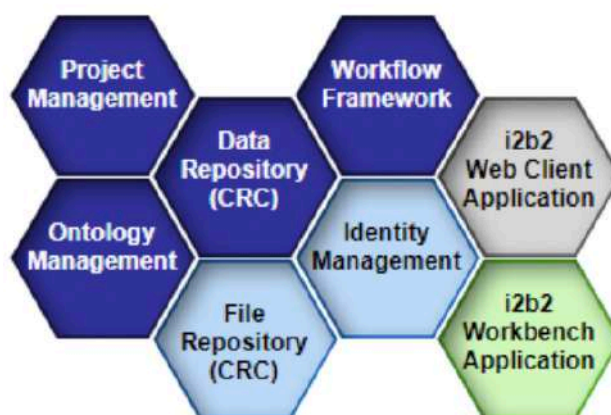 Project
Management
Workflow
Framework
Data
Repository
(CRC)
i2b2
Web Client
Application
Ontology
Management
Identity
Management
File
Repository
(CRC)
i2b2
Workbench
Application